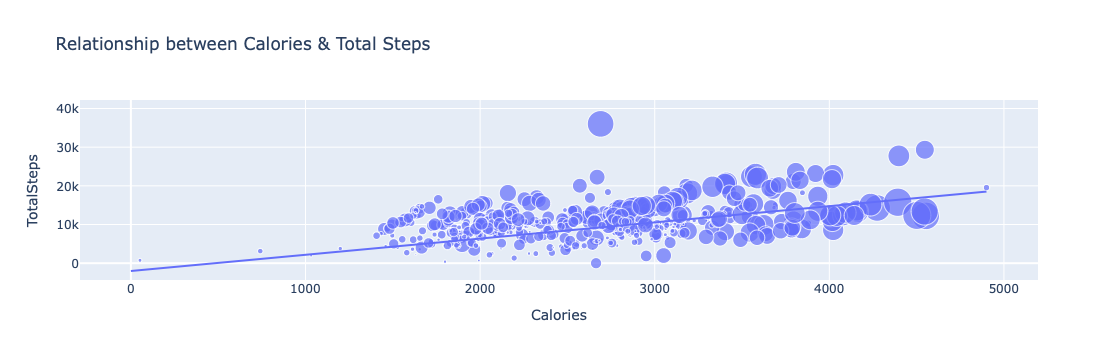 Relationship between Calories & Total Steps
TotalSteps
40k
30k
20k
10k
0
0 1000 2000 3000 4000 5000
Calories